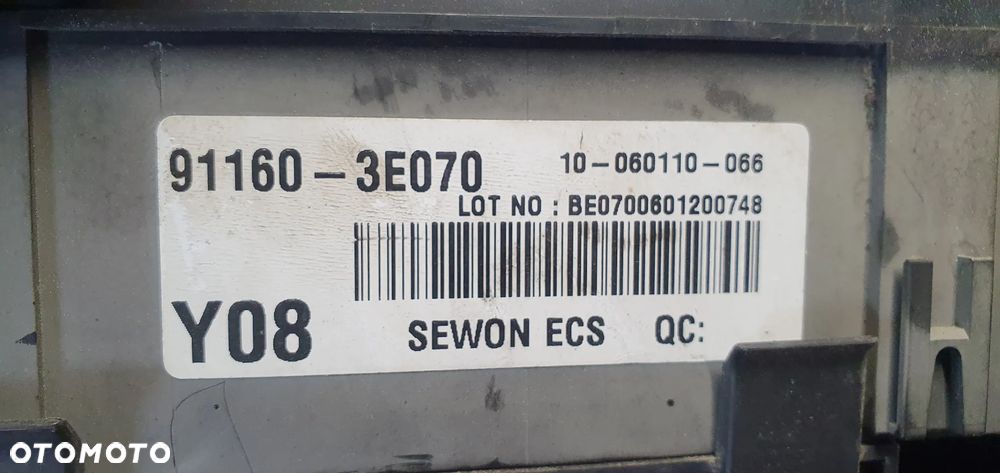 91160-3E070
10-060110-066
LOT NO : BE0700601200748
Y08
SEWON ECS QC:
OTOMOTO